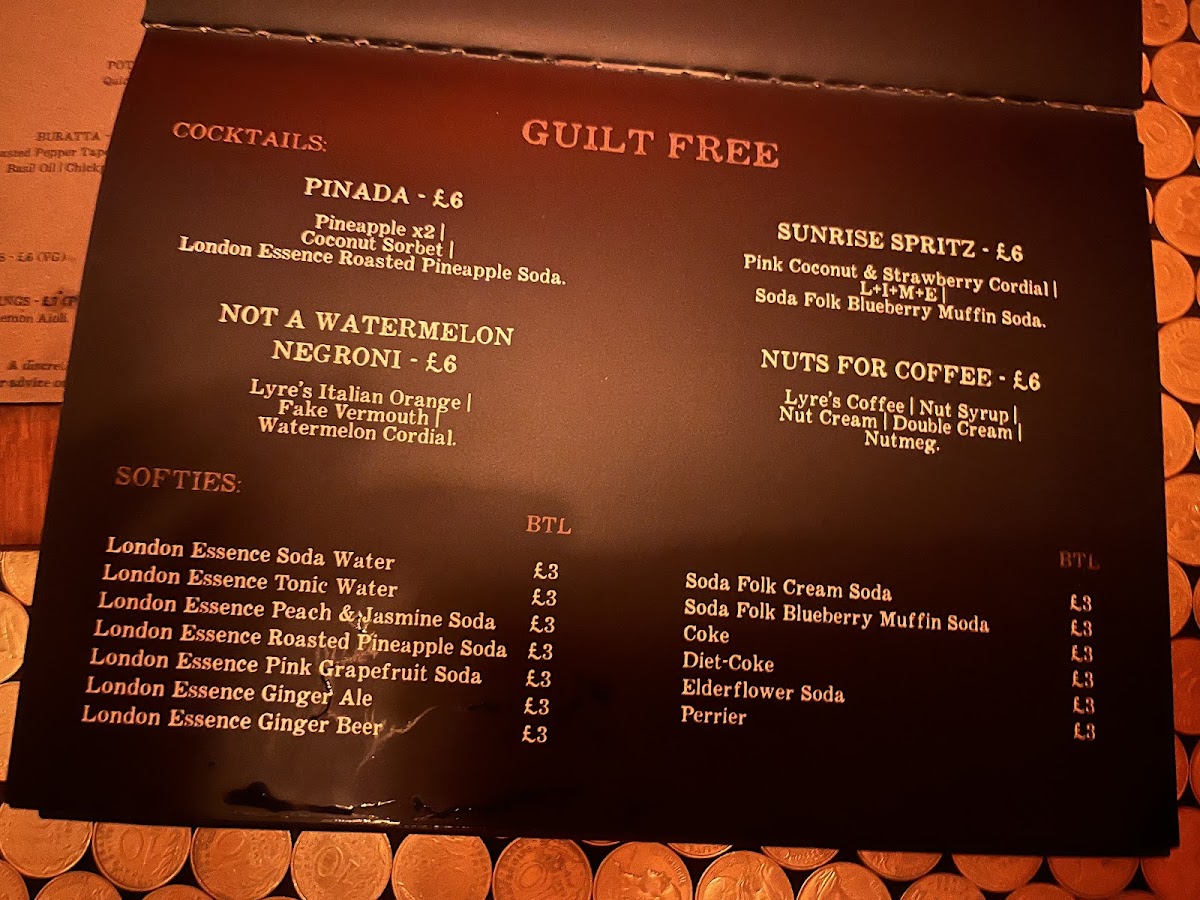 GUILT FREE
COCKTAILS:
PINADA - £6
Pineapple x2 |
Coconut Sorbet |
London Essence Roasted Pineapple Soda.
NOT A WATERMELON
NEGRONI - £6
Lyre's Italian Orange |
Fake Vermouth |
Watermelon Cordial.
SUNRISE SPRITZ - £6
Pink Coconut & Strawberry Cordial |
L+I+M+E |
Soda Folk Blueberry Muffin Soda.
NUTS FOR COFFEE - £6
Lyre's Coffee | Nut Syrup |
Nut Cream | Double Cream |
Nutmeg.
SOFTIES:
BTL
London Essence Soda Water £3
London Essence Tonic Water £3
London Essence Peach & Jasmine Soda £3
London Essence Roasted Pineapple Soda £3
London Essence Pink Grapefruit Soda £3
London Essence Ginger Ale £3
London Essence Ginger Beer £3
BTL
Soda Folk Cream Soda £3
Soda Folk Blueberry Muffin Soda £3
Coke £3
Diet-Coke £3
Elderflower Soda £3
Perrier £3
BURATTA -
Pepper
Basil Oil |
- £6 (VG)
Aioli
A
advice